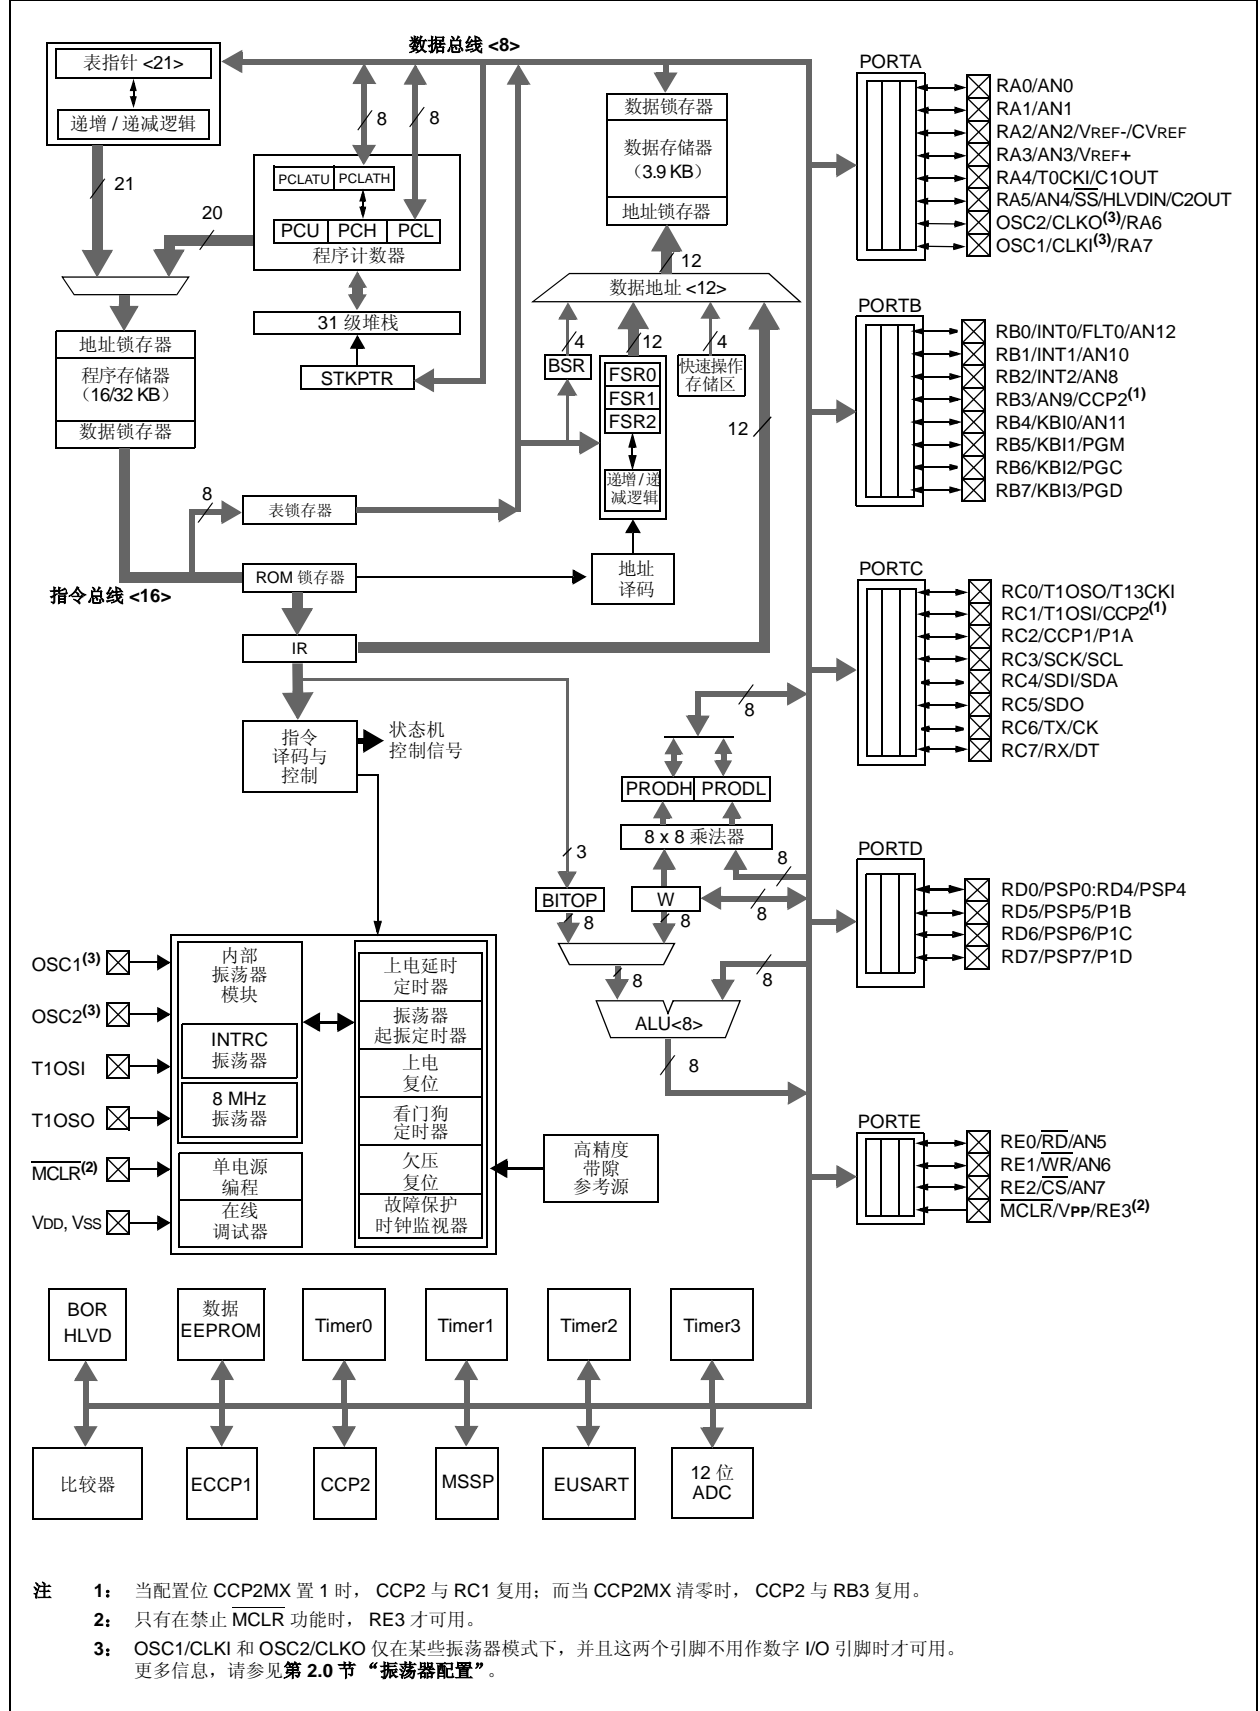 数据总线 <8>
表指针 <21>
递增 / 递减逻辑
21
20
8
8
PCLATU
PCLATH
PCU
PCH
PCL
程序计数器
31 级堆栈
STKPTR
地址锁存器
程序存储器
（16/32 KB）
数据锁存器
数据锁存器
数据存储器
（3.9 KB）
地址锁存器
12
数据地址 <12>
4
12
4
BSR
FSR0
FSR1
FSR2
快速操作
存储区
12
递增 / 递
减逻辑
8
表锁存器
ROM 锁存器
地址
译码
指令总线 <16>
IR
指令
译码与
控制
状态机
控制信号
8
PRODH
PRODL
8 x 8 乘法器
3
8
BITOP
W
8
8
8
8
8
ALU<8>
8
OSC1(3)
OSC2(3)
T1OSI
T1OSO
MCLR(2)
VDD, VSS
内部
振荡器
模块
INTRC
振荡器
8 MHz
振荡器
单电源
编程
在线
调试器
上电延时
定时器
振荡器
起振定时器
上电
复位
看门狗
定时器
欠压
复位
故障保护
时钟监视器
高精度
带隙
参考源
PORTA
RA0/AN0
RA1/AN1
RA2/AN2/VREF-/CVREF
RA3/AN3/VREF+
RA4/T0CKI/C1OUT
RA5/AN4/SS/HLVDIN/C2OUT
OSC2/CLKO(3)/RA6
OSC1/CLKI(3)/RA7
PORTB
RB0/INT0/FLT0/AN12
RB1/INT1/AN10
RB2/INT2/AN8
RB3/AN9/CCP2(1)
RB4/KBI0/AN11
RB5/KBI1/PGM
RB6/KBI2/PGC
RB7/KBI3/PGD
PORTC
RC0/T1OSO/T13CKI
RC1/T1OSI/CCP2(1)
RC2/CCP1/P1A
RC3/SCK/SCL
RC4/SDI/SDA
RC5/SDO
RC6/TX/CK
RC7/RX/DT
PORTD
RD0/PSP0:RD4/PSP4
RD5/PSP5/P1B
RD6/PSP6/P1C
RD7/PSP7/P1D
PORTE
RE0/RD/AN5
RE1/WR/AN6
RE2/CS/AN7
MCLR/VPP/RE3(2)
BOR
HLVD
数据
EEPROM
Timer0
Timer1
Timer2
Timer3
比较器
ECCP1
CCP2
MSSP
EUSART
12 位
ADC
注 1： 当配置位 CCP2MX 置 1 时， CCP2 与 RC1 复用；而当 CCP2MX 清零时， CCP2 与 RB3 复用。
2： 只有在禁止 MCLR 功能时， RE3 才可用。
3： OSC1/CLKI 和 OSC2/CLKO 仅在某些振荡器模式下，并且这两个引脚不用作数字 I/O 引脚时才可用。
更多信息，请参见第 2.0 节 “振荡器配置”。